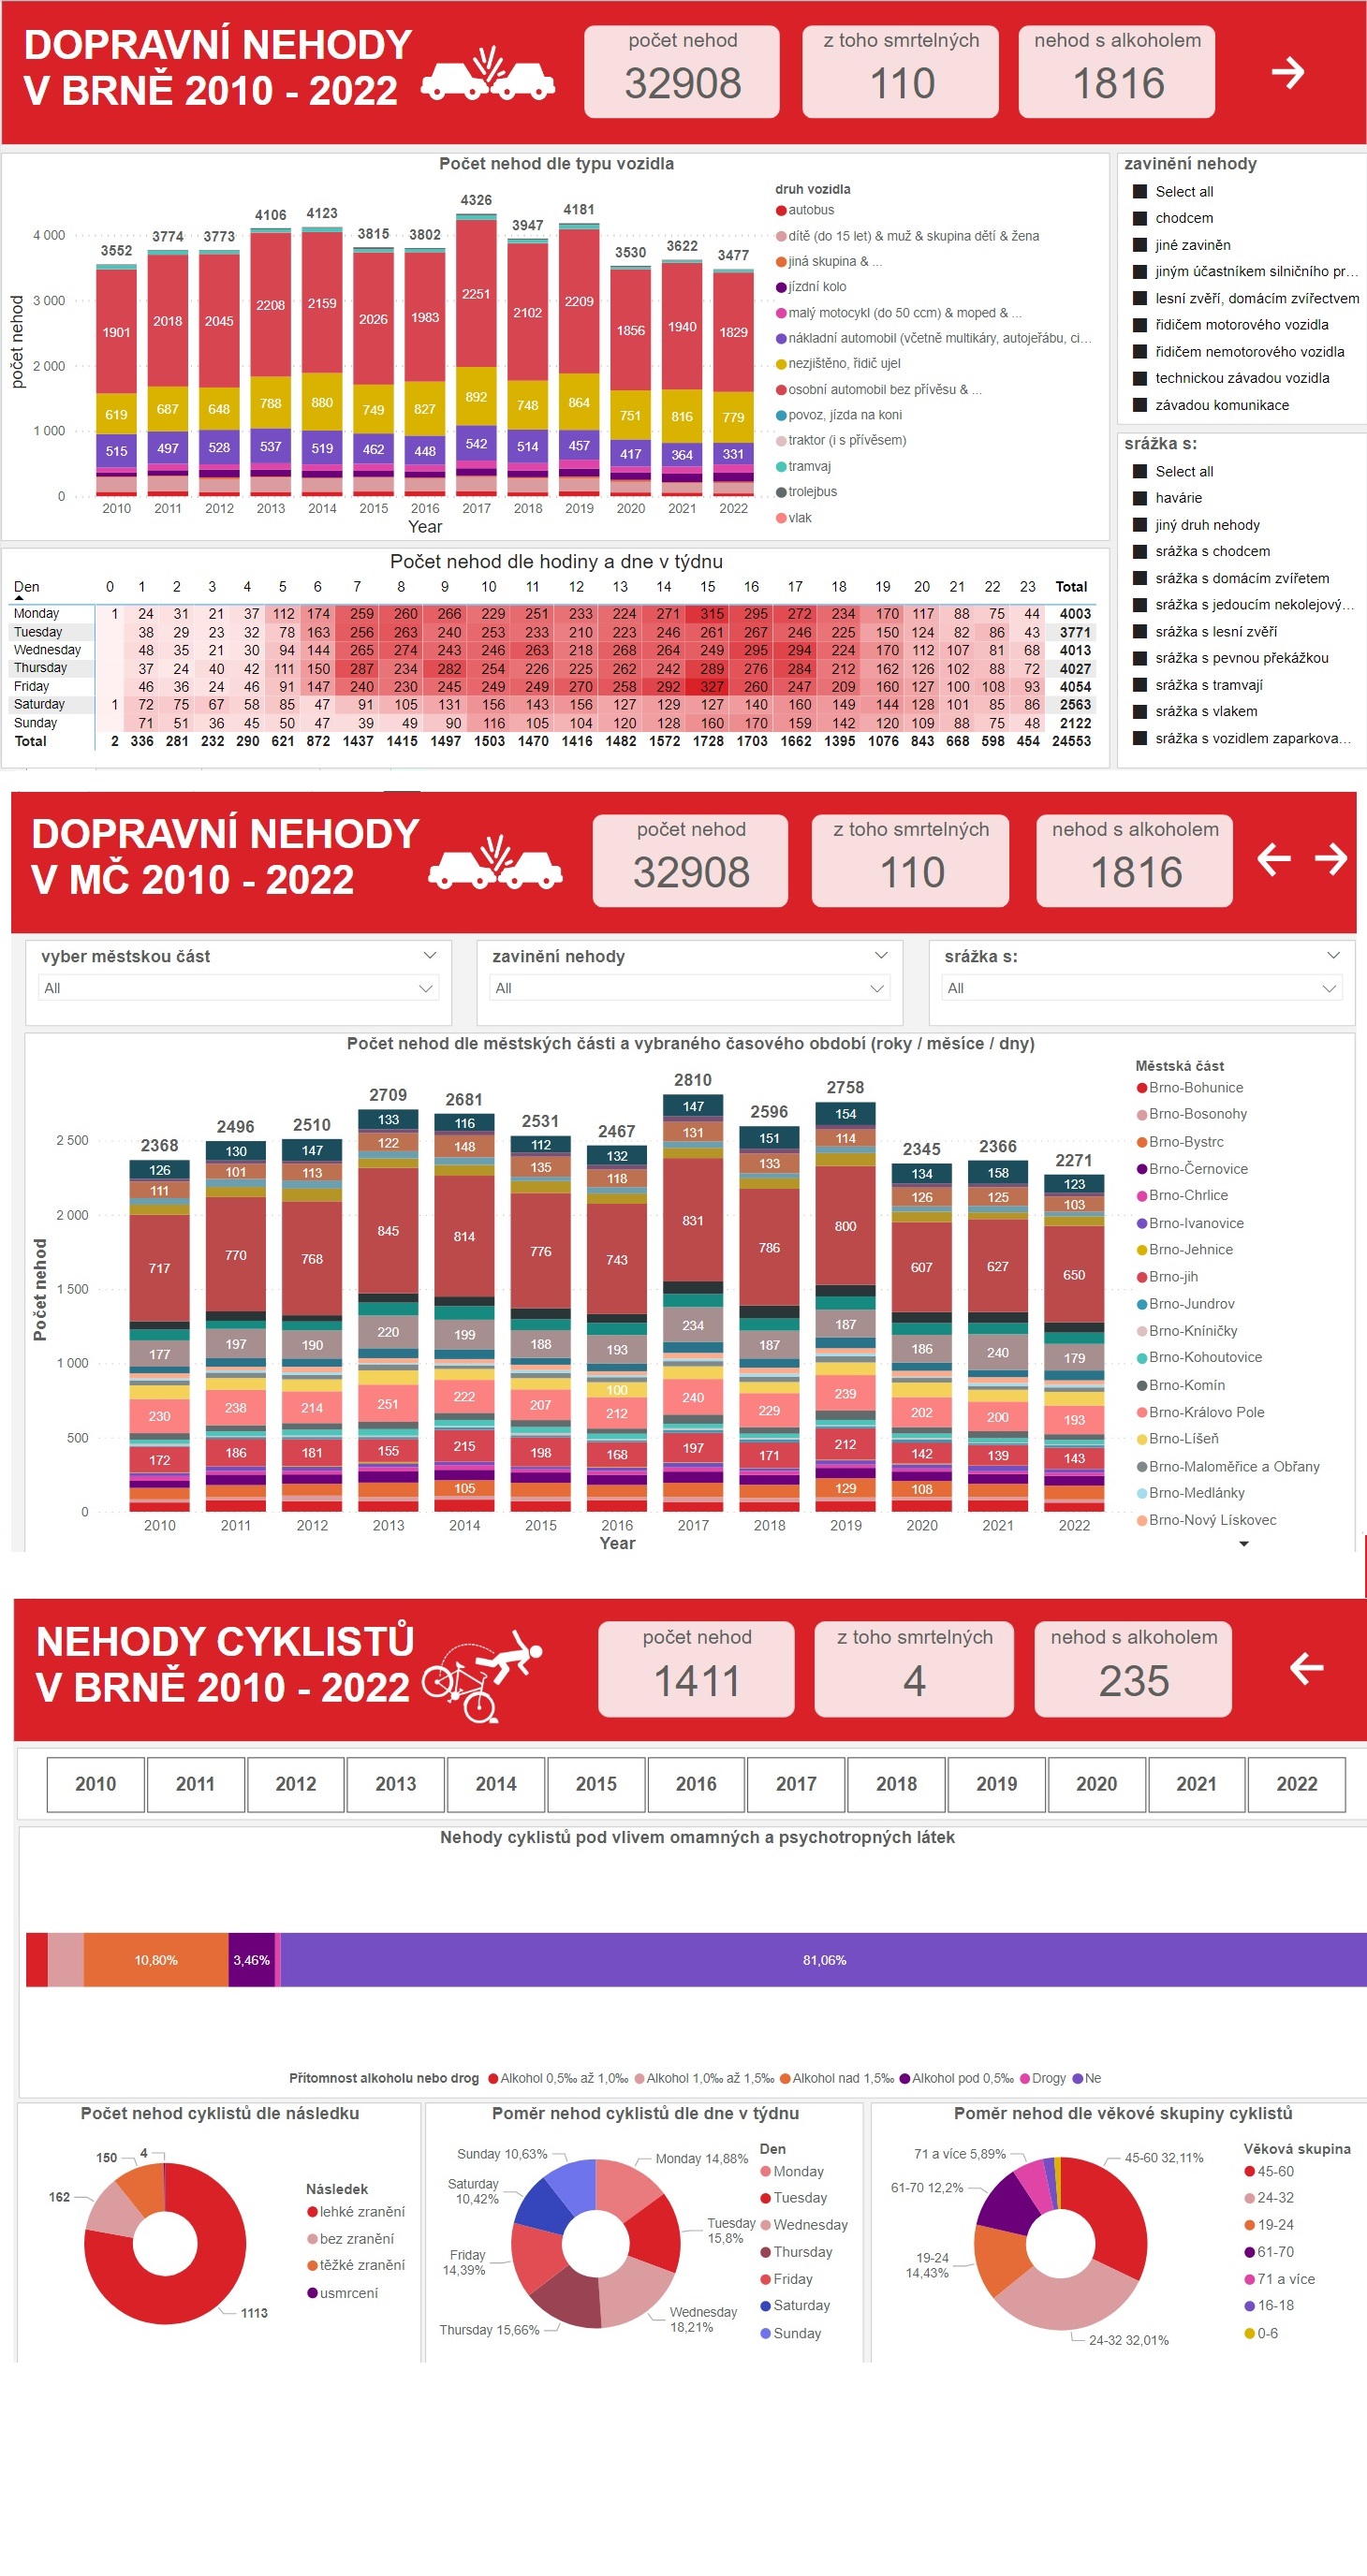 DOPRAVNÍ NEHODY
V BRNĚ 2010 - 2022
počet nehod
32908
z toho smrtelných
110
nehod s alkoholem
1816
Počet nehod dle typu vozidla
počet nehod
4 000
3 000
2 000
1 000
0
3552 3774 3773 4106 4123 3815 3802 4326 3947 4181 3530 3622 3477
1901 2018 2045 2208 2159 2026 1983 2251 2102 2209 1856 1940 1829
619 687 648 788 880 749 827 892 748 864 751 816 779
515 497 528 537 519 462 448 542 514 457 417 364 331
2010 2011 2012 2013 2014 2015 2016 2017 2018 2019 2020 2021 2022
Year
druh vozidla
autobus
dítě (do 15 let) & muž & skupina dětí & žena
jiná skupina & ...
jízdní kolo
malý motocykl (do 50 ccm) & moped & ...
nákladní automobil (včetně multikáry, autojeřábu, ci...
nezjištěno, řidič ujel
osobní automobil bez přívěsu & ...
povoz, jízda na koni
traktor (i s přívěsem)
tramvaj
trolejbus
vlak
zavinění nehody
Select all
chodcem
jiné zaviněn
jiným účastníkem silničního pr...
lesní zvěří, domácím zvířectvem
řidičem motorového vozidla
řidičem nemotorového vozidla
technickou závadou vozidla
závadou komunikace
srážka s:
Select all
havárie
jiný druh nehody
srážka s chodcem
srážka s domácím zvířetem
srážka s jedoucím nekolejový...
srážka s lesní zvěří
srážka s pevnou překážkou
srážka s tramvají
srážka s vlakem
srážka s vozidlem zaparkova...
Počet nehod dle hodiny a dne v týdnu
Den 0 1 2 3 4 5 6 7 8 9 10 11 12 13 14 15 16 17 18 19 20 21 22 23 Total
Monday 1 24 31 21 37 112 174 259 260 266 229 251 233 224 271 315 295 272 234 170 117 88 75 44 4003
Tuesday 38 29 23 32 78 163 256 263 240 253 233 210 223 246 261 267 246 225 150 124 82 86 43 3771
Wednesday 48 35 21 30 94 144 265 274 243 246 263 218 268 264 249 295 294 224 170 112 107 81 68 4013
Thursday 37 24 40 42 111 150 287 234 282 254 226 225 262 242 289 276 284 212 162 126 102 88 72 4027
Friday 46 36 24 46 91 147 240 230 245 249 249 270 258 292 327 260 247 209 160 127 100 108 93 4054
Saturday 1 72 75 67 58 85 47 91 105 131 156 143 156 127 129 127 140 160 149 144 128 101 85 86 2563
Sunday 71 51 36 45 50 47 39 49 90 116 105 104 120 128 160 170 159 142 120 109 88 75 48 2122
Total 2 336 281 232 290 621 872 1437 1415 1497 1503 1470 1416 1482 1572 1728 1703 1662 1395 1076 843 668 598 454 24553
DOPRAVNÍ NEHODY
V MČ 2010 - 2022
počet nehod
32908
z toho smrtelných
110
nehod s alkoholem
1816
vyber městskou část
All
zavinění nehody
All
srážka s:
All
Počet nehod dle městských části a vybraného časového období (roky / měsíce / dny)
Počet nehod
2 500
2 000
1 500
1 000
500
0
2368 2496 2510 2709 2681 2531 2467 2810 2596 2758 2345 2366 2271
126 130 147 133 116 112 132 147 151 154 134 158 123
111 101 113 122 148 135 118 131 133 114 126 125 103
717 770 768 845 814 776 743 831 786 800 607 627 650
177 197 190 220 199 188 193 234 187 187 186 240 179
100
230 238 214 251 222 207 212 240 229 239 202 200 193
172 186 181 155 215 198 168 197 171 212 142 139 143
105 129 108
2010 2011 2012 2013 2014 2015 2016 2017 2018 2019 2020 2021 2022
Year
Městská část
Brno-Bohunice
Brno-Bosonohy
Brno-Bystrc
Brno-Černovice
Brno-Chrlice
Brno-Ivanovice
Brno-Jehnice
Brno-jih
Brno-Jundrov
Brno-Kníničky
Brno-Kohoutovice
Brno-Komín
Brno-Královo Pole
Brno-Líšeň
Brno-Maloměřice a Obřany
Brno-Medlánky
Brno-Nový Lískovec
NEHODY CYKLISTŮ
V BRNĚ 2010 - 2022
počet nehod
1411
z toho smrtelných
4
nehod s alkoholem
235
2010 2011 2012 2013 2014 2015 2016 2017 2018 2019 2020 2021 2022
Nehody cyklistů pod vlivem omamných a psychotropných látek
10,80% 3,46% 81,06%
Přítomnost alkoholu nebo drog Alkohol 0,5‰ až 1,0‰ Alkohol 1,0‰ až 1,5‰ Alkohol nad 1,5‰ Alkohol pod 0,5‰ Drogy Ne
Počet nehod cyklistů dle následku
4
150
162
1113
Následek
lehké zranění
bez zranění
těžké zranění
usmrcení
Poměr nehod cyklistů dle dne v týdnu
Sunday 10,63%
Monday 14,88%
Saturday
10,42%
Tuesday
15,8%
Friday
14,39%
Wednesday
18,21%
Thursday 15,66%
Den
Monday
Tuesday
Wednesday
Thursday
Friday
Saturday
Sunday
Poměr nehod dle věkové skupiny cyklistů
71 a více 5,89%
45-60 32,11%
61-70 12,2%
19-24
14,43%
24-32 32,01%
Věková skupina
45-60
24-32
19-24
61-70
71 a více
16-18
0-6